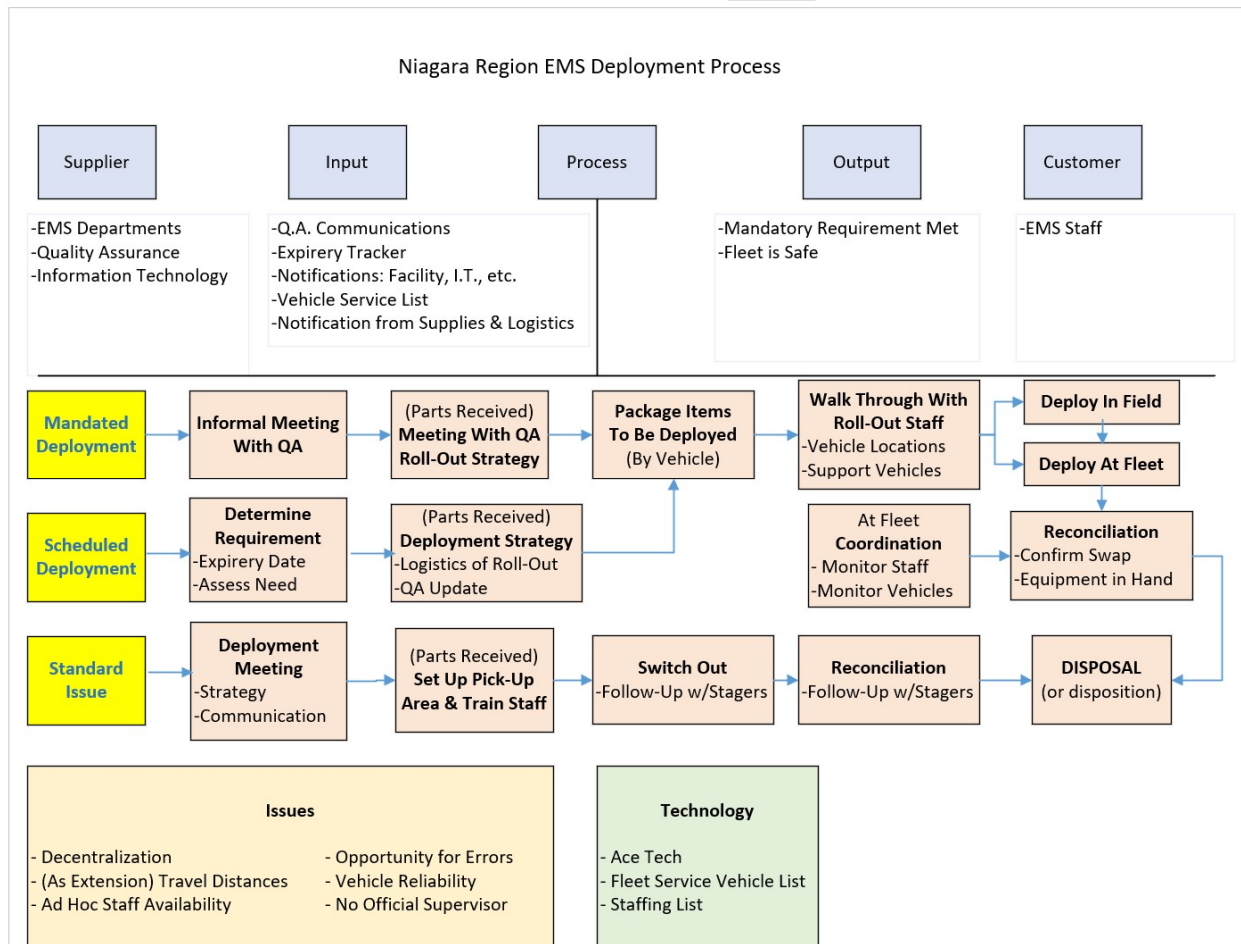 Niagara Region EMS Deployment Process
Supplier
Input
Process
Output
Customer
-EMS Departments
-Quality Assurance
-Information Technology
-Q.A. Communications
-Expirery Tracker
-Notifications: Facility, I.T., etc.
-Vehicle Service List
-Notification from Supplies & Logistics
-Mandatory Requirement Met
-Fleet is Safe
-EMS Staff
Mandated
Deployment
Informal Meeting
With QA
(Parts Received)
Meeting With QA
Roll-Out Strategy
Package Items
To Be Deployed
(By Vehicle)
Walk Through With
Roll-Out Staff
-Vehicle Locations
-Support Vehicles
Deploy In Field
Deploy At Fleet
Scheduled
Deployment
Determine
Requirement
-Expirery Date
-Assess Need
(Parts Received)
Deployment Strategy
-Logistics of Roll-Out
-QA Update
At Fleet
Coordination
- Monitor Staff
-Monitor Vehicles
Reconciliation
-Confirm Swap
-Equipment in Hand
Standard
Issue
Deployment
Meeting
-Strategy
-Communication
(Parts Received)
Set Up Pick-Up
Area & Train Staff
Switch Out
-Follow-Up w/Stagers
Reconciliation
-Follow-Up w/Stagers
DISPOSAL
(or disposition)
Issues
- Decentralization
- (As Extension) Travel Distances
- Ad Hoc Staff Availability
- Opportunity for Errors
- Vehicle Reliability
- No Official Supervisor
Technology
- Ace Tech
- Fleet Service Vehicle List
- Staffing List